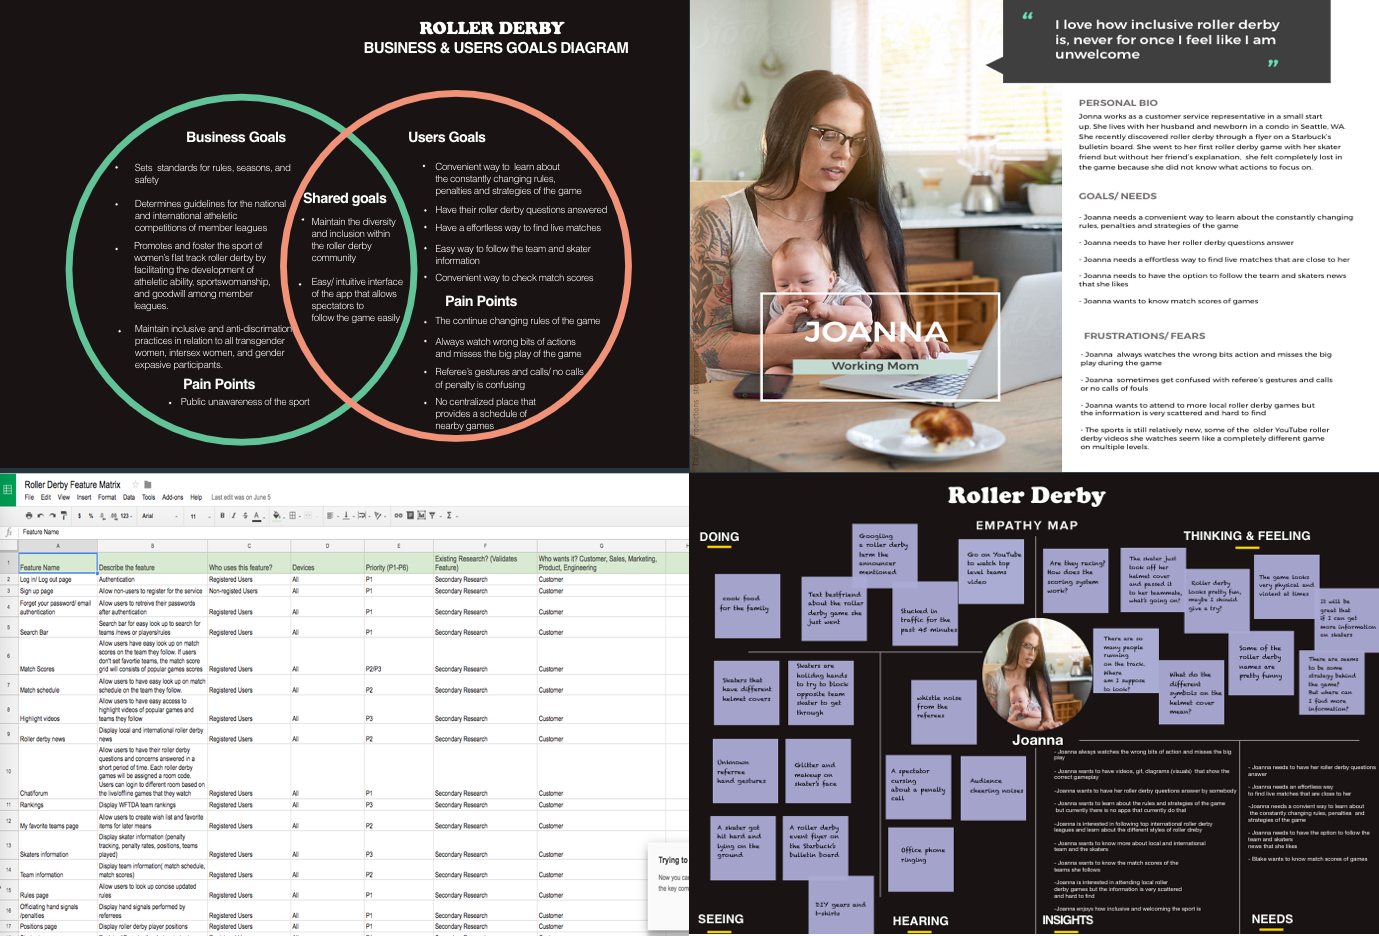 ROLLER DERBY
BUSINESS & USERS GOALS DIAGRAM
Business Goals
Sets standards for rules, seasons, and
safety
Determines guidelines for the national
and international atheletic
competitions of member leagues
Promotes and foster the sport of
women's flat track roller derby by
facilitating the development of
atheletic ability, sportswomanship,
and goodwill among member
leagues.
Maintain inclusive and anti-discrimation
practices in relation to all transgender
women, intersex women, and gender
expasive participants.
Pain Points
Public unawareness of the sport
Shared goals
Maintain the diversity
and inclusion within
the roller derby
community
Easy/ intuitive interface
of the app that allows
spectators to
follow the game easily
Users Goals
Convenient way to learn about
the constantly changing rules,
penalties and strategies of the game
Have their roller derby questions answered
Have a effortless way to find live matches
Easy way to follow the team and skater
information
Convenient way to check match scores
Pain Points
The continue changing rules of the game
Always watch wrong bits of actions
and misses the big play of the game
Referee's gestures and calls/ no calls
of penalty is confusing
No centralized place that
provides a schedule of
nearby games
“ I love how inclusive roller derby
is, never for once I feel like I am
unwelcome ”
JOANNA
Working Mom
PERSONAL BIO
Jonna works as a customer service representative in a small start
up. She lives with her husband and newborn in a condo in Seattle, WA.
She recently discovered roller derby through a flyer on a Starbuck's
bulletin board. She went to her first roller derby game with her skater
friend but without her friend's explanation, she felt completely lost in
the game because she did not know what actions to focus on.
GOALS/ NEEDS
- Joanna needs a convenient way to learn about the constantly changing
rules, penalties and strategies of the game
- Joanna needs to have her roller derby questions answer
- Joanna needs a effortless way to find live matches that are close to her
- Joanna needs to have the option to follow the team and skaters news
that she likes
- Joanna wants to know match scores of games
FRUSTRATIONS/ FEARS
- Joanna always watches the wrong bits action and misses the big
play during the game
- Joanna sometimes get confused with referee's gestures and calls
or no calls of fouls
- Joanna wants to attend to more local roller derby games but
the information is very scattered and hard to find
- The sports is still relatively new, some of the older YouTube roller
derby videos she watches seem like a completely different game
on multiple levels.
Roller Derby Feature Matrix
File Edit View Insert Format Data Tools Add-ons Help Last edit was on June 5
$ % .0 .00 123 Arial 11 B I S A
fx Feature Name
A B C D E F G
1 Feature Name Describe the feature Who uses this feature? Devices Priority (P1-P6) Existing Research? (Validates Feature) Who wants it? Customer, Sales, Marketing, Product, Engineering
2 Log in/ Log out page Authentication Registered Users All P1 Secondary Research Customer
3 Sign up page Allow non-users to register for the service Non-registed Users All P1 Secondary Research Customer
4 Forget your password/ email authentication Allow users to retreive their passwords after authentication Registered Users All P1 Secondary Research Customer
5 Search Bar Search bar for easy look up to search for teams /news or players/rules Registered Users All P1 Secondary Research Customer
6 Match Scores Allow users have easy look up on match scores on the team they follow. If users don't set favortie teams, the match score grid will consists of popular games scores Registered Users All P2/P3 Secondary Research Customer
7 Match schedule Allow users to have easy look up on match schedule on the team they follow. Registered Users All P2 Secondary Research Customer
8 Highlight videos Allow users to have easy access to highlight videos of popular games and teams they follow Registered Users All P3 Secondary Research Customer
9 Roller derby news Display local and international roller derby news Registered Users All P2 Secondary Research Customer
10 Chat/forum Allow users to have their roller derby questions and concerns answered in a short period of time. Each roller derby games will be assigned a room code. Users can login to different room based on the live/offline games that they watch Registered Users All P2 Secondary Research Customer
11 Rankings Display WFTDA team rankings Registered Users All P3 Secondary Research Customer
12 My favorite teams page Allow users to create wish list and favorite items for later means Registered Users All P2 Secondary Research Customer
13 Skaters information Display skater information (penalty tracking, penalty rates, positions, teams played) Registered Users All P3 Secondary Research Customer
14 Team information Display team information( match schedule, match scores) Registered Users All P2 Secondary Research Customer
15 Rules page Allow users to look up concise updated rules Registered Users All P1 Secondary Research Customer
16 Officiating hand signals /penalties Display hand signals performed by referrees Registered Users All P1 Secondary Research Customer
17 Positions page Display roller derby player positions Registered Users All P1 Secondary Research Customer
Trying to
Now you can
the key com
Roller Derby
EMPATHY MAP
DOING
cook food
for the family
Googling
a roller derby
term the
announcer
mentioned
Text bestfriend
about the roller
derby game she
just went
Stucked in
traffic for the
past 45 minutes
Go on YouTube
to watch top
level teams
video
THINKING & FEELING
Are they racing?
How does the
scoring system
work?
The skater just
took off her
helmet cover
and passed it
to her teammate,
what's going on?
Roller derby
looks pretty fun,
maybe I should
give a try?
The game looks
very physical and
violent at times
It will be
great that
if I can get
more information
on skaters
There are so
many people
running
on the track.
Where
am I suppose
to look?
What do the
different
symbols on the
helmet cover
mean?
Some of the
roller derby
names are
pretty funny
There are seems
to be some
strategy behind
the game?
But where can
I find more
information?
Joanna
Skaters that
have different
helmet covers
Skaters are
holding hands
to try to block
opposite team
skater to get
through
Unknown
referree
hand gestures
Glitter and
makeup on
skater's face
A skater got
hit hard and
lying on the
ground
A roller derby
event flyer on
the Starbuck's
bulletin board
DIY gears and
t-shirts
SEEING
whistle noise
from the
referees
A spectator
cursing
about a penalty
call
Audience
cheering noises
Office phone
ringling
HEARING
- Joanna always watches the wrong bits of action and misses the big
play
- Joanna wants to have videos, gif, diagrams (visuals) that show the
correct gameplay
-Joanna wants to have her roller derby questions answer by somebody
- Joanna wants to learn about the rules and strategies of the game
but currently there is no apps that currently do that
- Joanna is interested in following top international roller derby
leagues and learn about the different styles of roller dreby
- Joanna wants to know more about local and international
team and the skaters
- Joanna wants to know the match scores of the
teams she follows
-Joanna is interested in attending local roller
derby games but the information is very scattered
and hard to find
-Joanna enjoys how inclusive and welcoming the sport is
INSIGHTS
- Joanna needs to have her roller derby questions
answer
- Joanna needs an effortless way
to find live matches that are close to her
-Joanna needs a convient way to learn about
the constantly changing rules, penalties and
strategies of the game
- Joanna needs to have the option to follow the
team and skaters
news that she likes
- Blake wants to know match scores of games
NEEDS